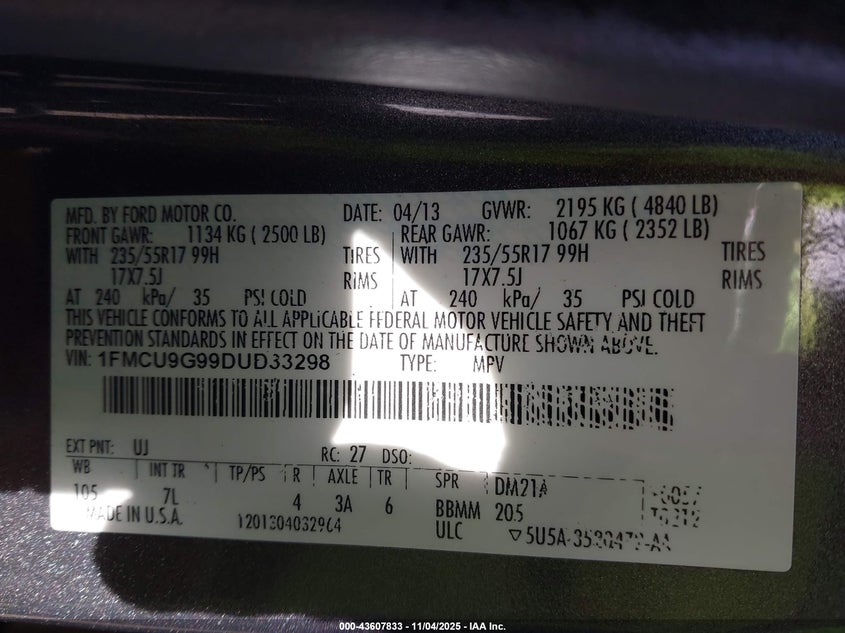 MFD. BY FORD MOTOR CO. DATE: 04/13 GVWR: 2195 KG ( 4840 LB)
FRONT GAWR: 1134 KG ( 2500 LB) REAR GAWR: 1067 KG ( 2352 LB)
WITH 235/55R17 99H TIRES WITH 235/55R17 99H TIRES
17X7.5J RIMS 17X7.5J RIMS
AT 240 kPa/ 35 PSI COLD AT 240 kPa/ 35 PSI COLD
THIS VEHICLE CONFORMS TO ALL APPLICABLE FEDERAL MOTOR VEHICLE SAFETY AND THEFT
PREVENTION STANDARDS IN EFFECT ON THE DATE OF MANUFACTURE SHOWN ABOVE.
VIN: 1FMCU9G99DUD33298 TYPE: MPV
EXT PNT: UJ RC: 27 DSO:
WB INT TR TP/PS R AXLE TR SPR DM21A
105 7L 4 3A 6 BBMM 20.5
MADE IN U.S.A. 1201304032964 ULC
000-43607833 - 11/04/2025 - IAA Inc.